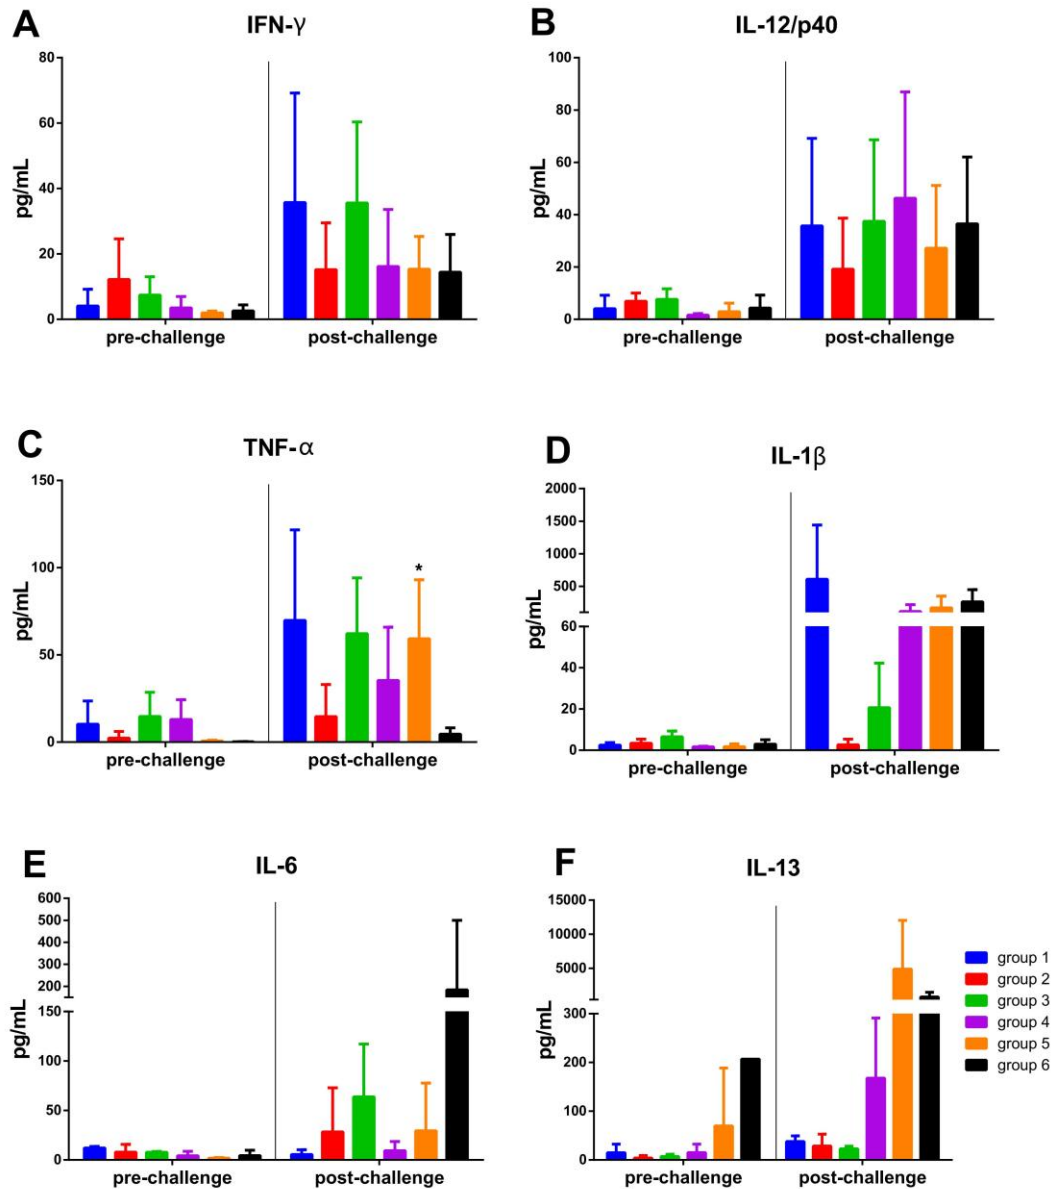 A
IFN-γ
80
60
40
20
0
pg/mL
pre-challenge
post-challenge
B
IL-12/p40
100
80
60
40
20
0
pg/mL
pre-challenge
post-challenge
C
TNF-α
150
100
50
0
pg/mL
*
pre-challenge
post-challenge
D
IL-1β
2000
1500
1000
500
60
40
20
0
pg/mL
pre-challenge
post-challenge
E
IL-6
600
500
400
300
200
150
100
50
0
pg/mL
pre-challenge
post-challenge
F
IL-13
15000
10000
5000
300
200
100
0
pg/mL
pre-challenge
post-challenge
group 1
group 2
group 3
group 4
group 5
group 6